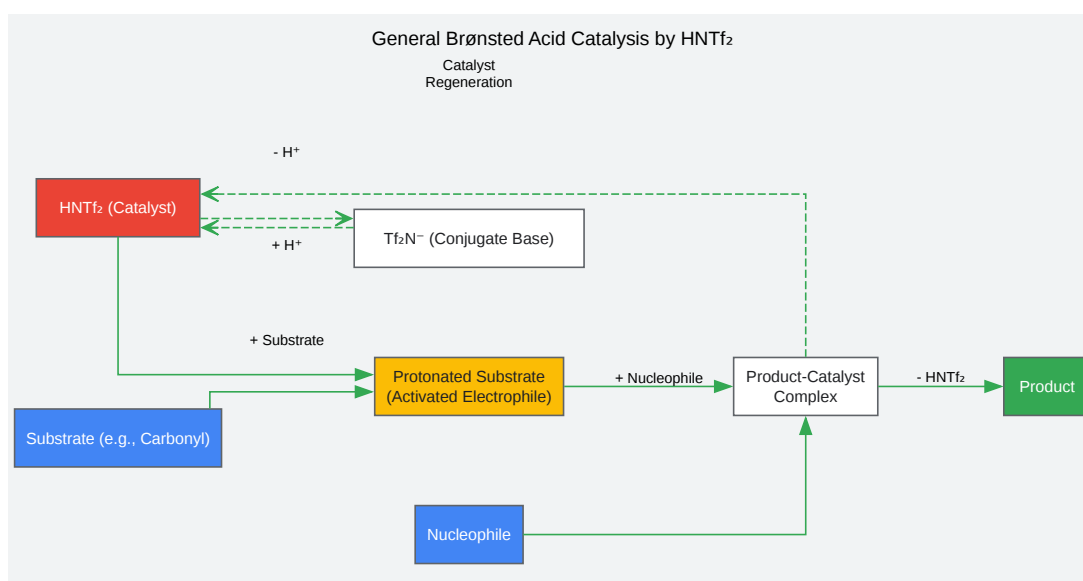 General Brønsted Acid Catalysis by HNTf₂
Catalyst
Regeneration
- H⁺
HNTf₂ (Catalyst)
Tf₂N⁻ (Conjugate Base)
+ H⁺
+ Substrate
Protonated Substrate
(Activated Electrophile)
+ Nucleophile
Product-Catalyst
Complex
- HNTf₂
Product
Substrate (e.g., Carbonyl)
Nucleophile